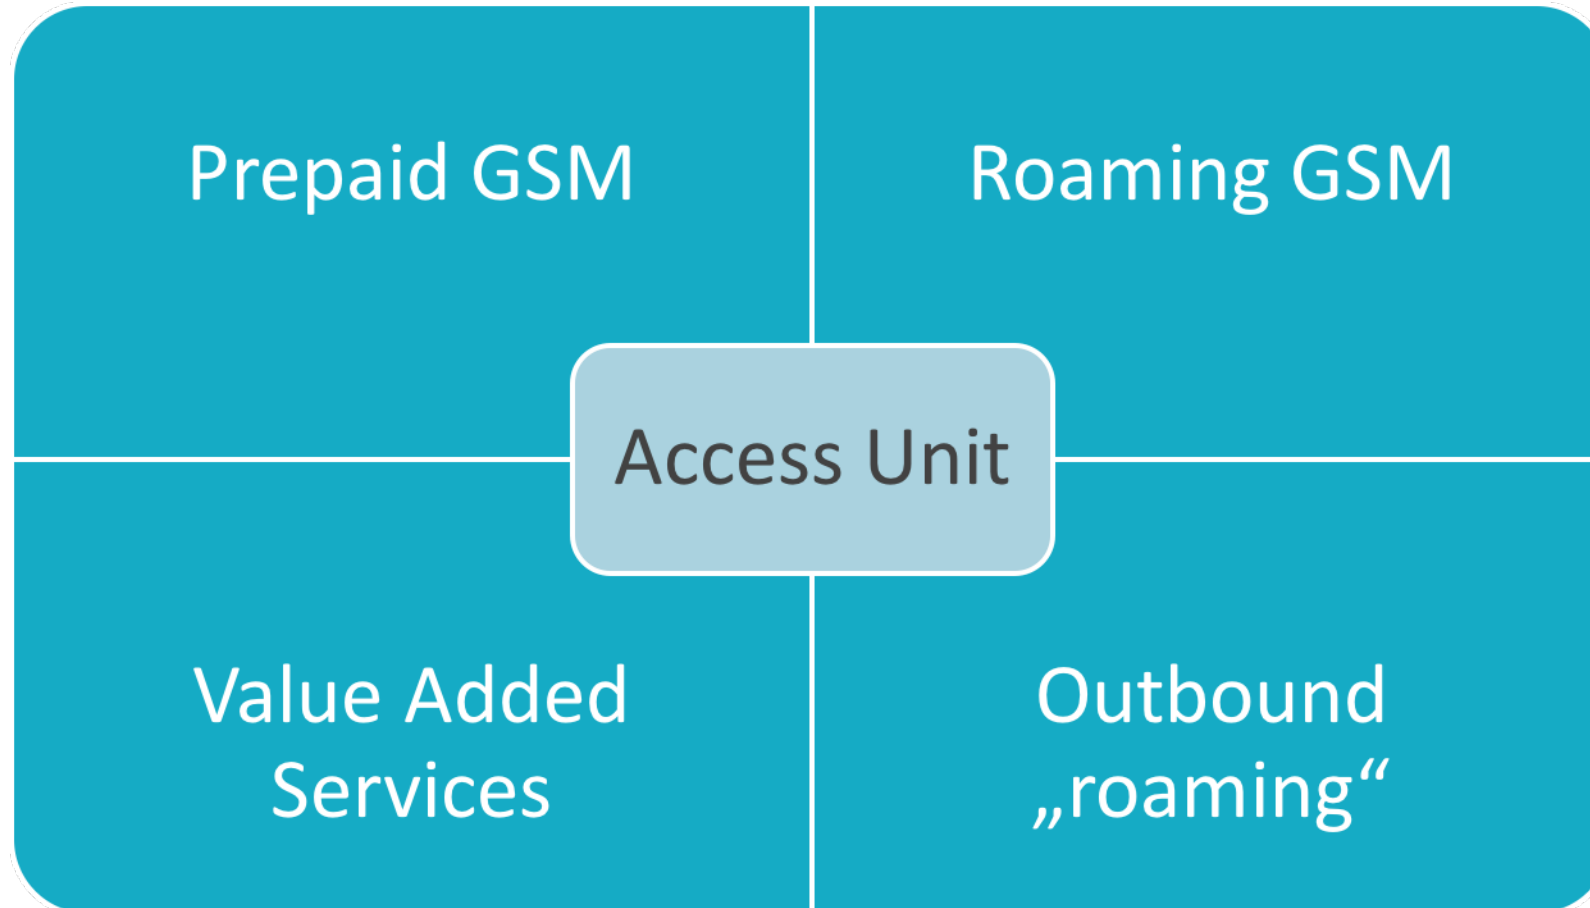 Prepaid GSM
Roaming GSM
Access Unit
Value Added
Services
Outbound
„roaming“